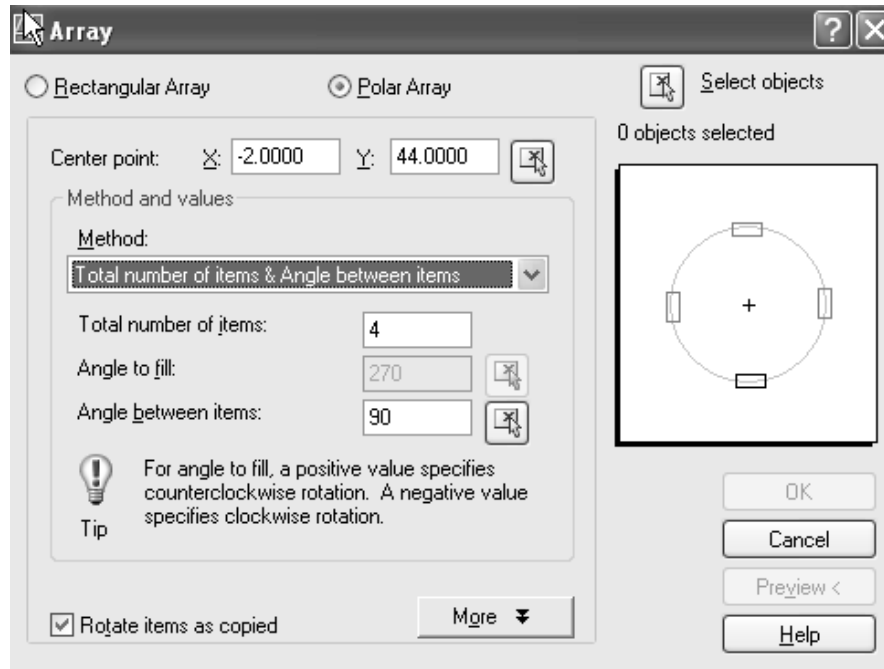 Array
Rectangular Array
Polar Array
Select objects
0 objects selected
Center point:
X: -2.0000
Y: 44.0000
Method and values
Method:
Total number of items & Angle between items
Total number of items:
4
Angle to fill:
270
Angle between items:
90
For angle to fill, a positive value specifies
counterclockwise rotation. A negative value
specifies clockwise rotation.
Tip
Rotate items as copied
More
OK
Cancel
Preview <
Help